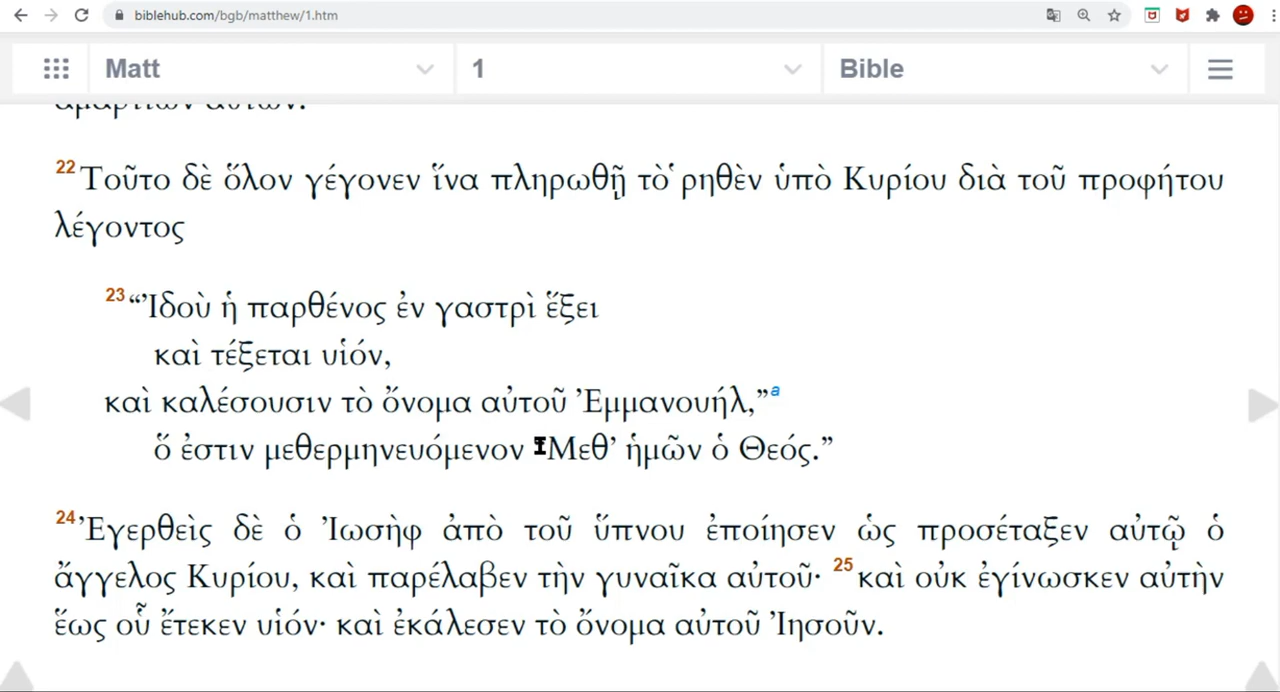 biblehub.com/bgb/matthew/1.htm
Matt 1 Bible
ἁμαρτιῶν αὐτῶν.
22 Τοῦτο δὲ ὅλον γέγονεν ἵνα πληρωθῇ τὸ ῥηθὲν ὑπὸ Κυρίου διὰ τοῦ προφήτου
λέγοντος
23 “Ἰδοὺ ἡ παρθένος ἐν γαστρὶ ἕξει
καὶ τέξεται υἱόν,
καὶ καλέσουσιν τὸ ὄνομα αὐτοῦ Ἐμμανουήλ,” a
ὅ ἐστιν μεθερμηνευόμενον “Μεθ’ ἡμῶν ὁ Θεός.”
24 Ἐγερθεὶς δὲ ὁ Ἰωσὴφ ἀπὸ τοῦ ὕπνου ἐποίησεν ὡς προσέταξεν αὐτῷ ὁ
ἄγγελος Κυρίου, καὶ παρέλαβεν τὴν γυναῖκα αὐτοῦ· 25 καὶ οὐκ ἐγίνωσκεν αὐτὴν
ἕως οὗ ἔτεκεν υἱόν· καὶ ἐκάλεσεν τὸ ὄνομα αὐτοῦ Ἰησοῦν.